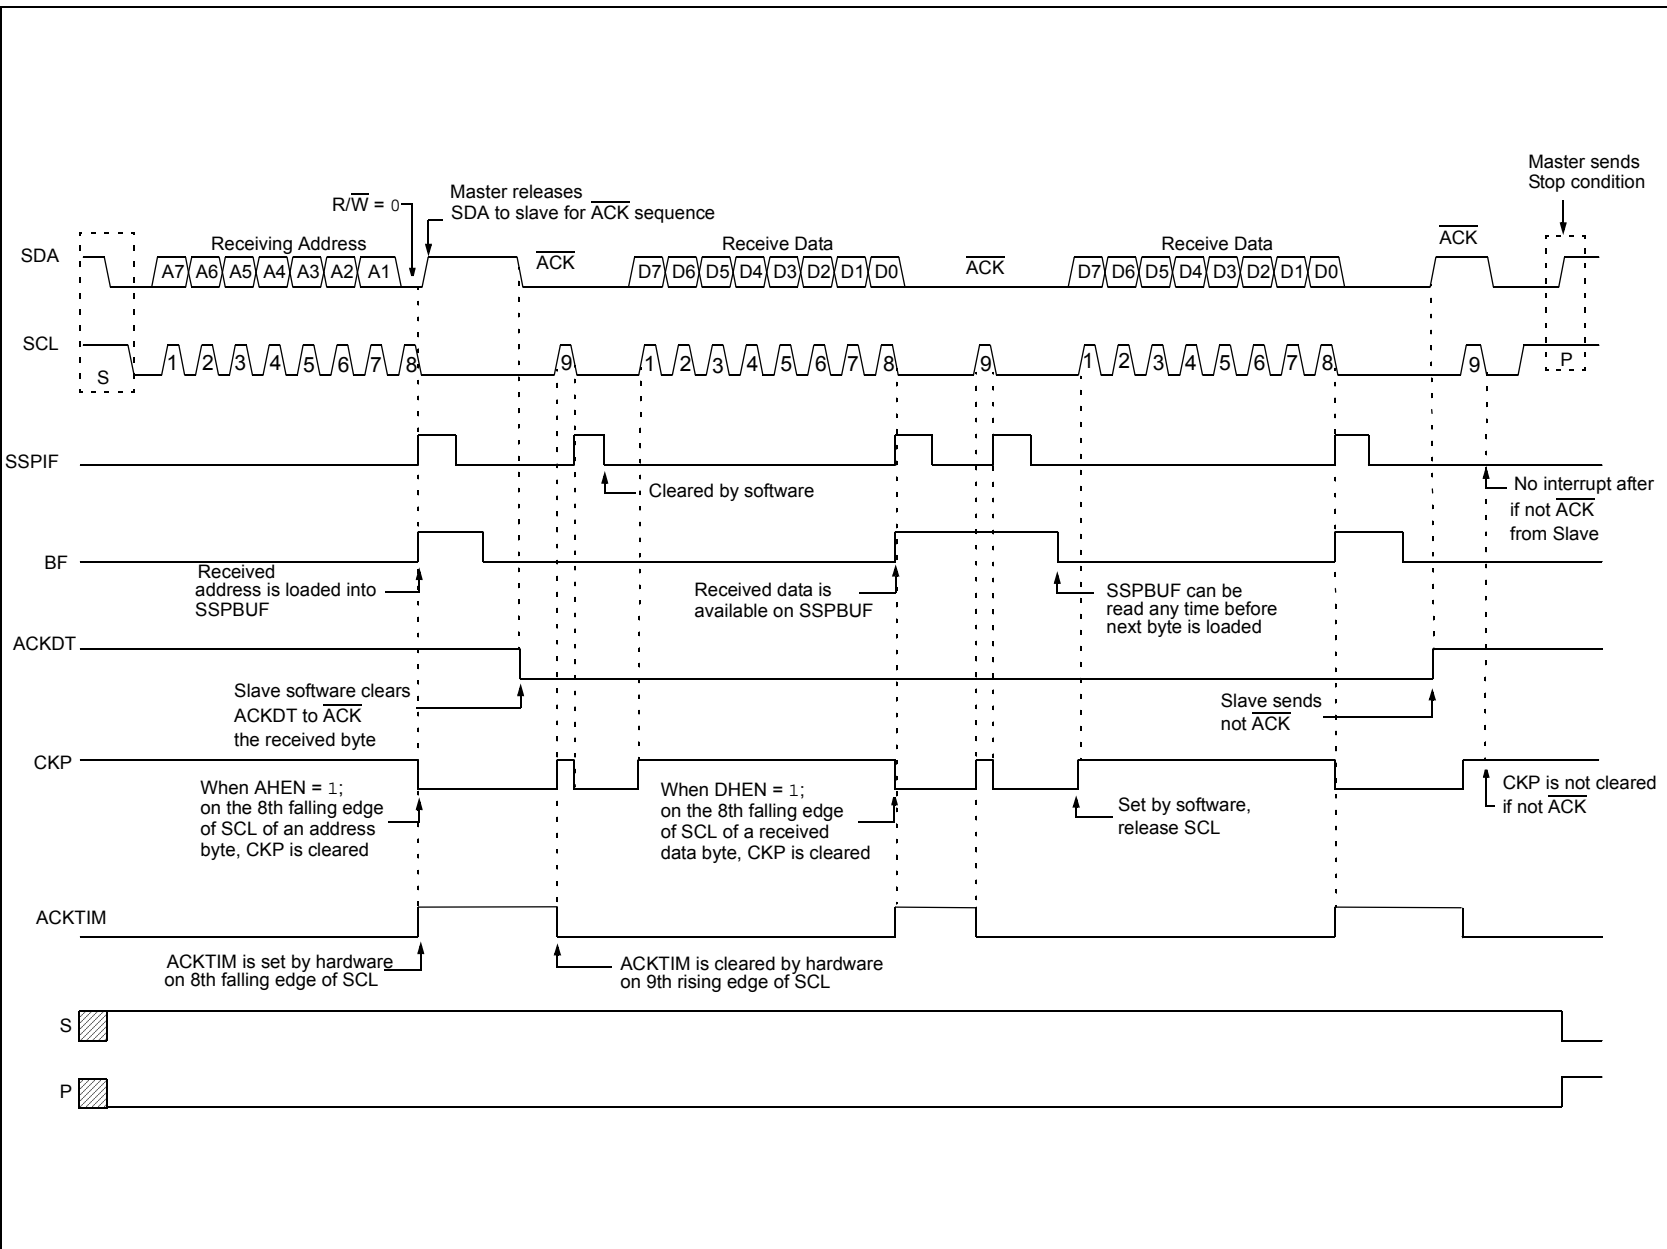 Master sends
Stop condition
R/W̅ = 0
Master releases
SDA to slave for A̅C̅K̅ sequence
SDA
Receiving Address
A7 A6 A5 A4 A3 A2 A1
A̅C̅K̅
Receive Data
D7 D6 D5 D4 D3 D2 D1 D0
A̅C̅K̅
Receive Data
D7 D6 D5 D4 D3 D2 D1 D0
A̅C̅K̅
SCL
S
1 2 3 4 5 6 7 8
9
1 2 3 4 5 6 7 8
9
1 2 3 4 5 6 7 8
9
P
SSPIF
Cleared by software
No interrupt after
if not A̅C̅K̅
from Slave
BF
Received
address is loaded into
SSPBUF
Received data is
available on SSPBUF
SSPBUF can be
read any time before
next byte is loaded
ACKDT
Slave software clears
ACKDT to A̅C̅K̅
the received byte
Slave sends
not A̅C̅K̅
CKP
When AHEN = 1;
on the 8th falling edge
of SCL of an address
byte, CKP is cleared
When DHEN = 1;
on the 8th falling edge
of SCL of a received
data byte, CKP is cleared
Set by software,
release SCL
CKP is not cleared
if not A̅C̅K̅
ACKTIM
ACKTIM is set by hardware
on 8th falling edge of SCL
ACKTIM is cleared by hardware
on 9th rising edge of SCL
S
P